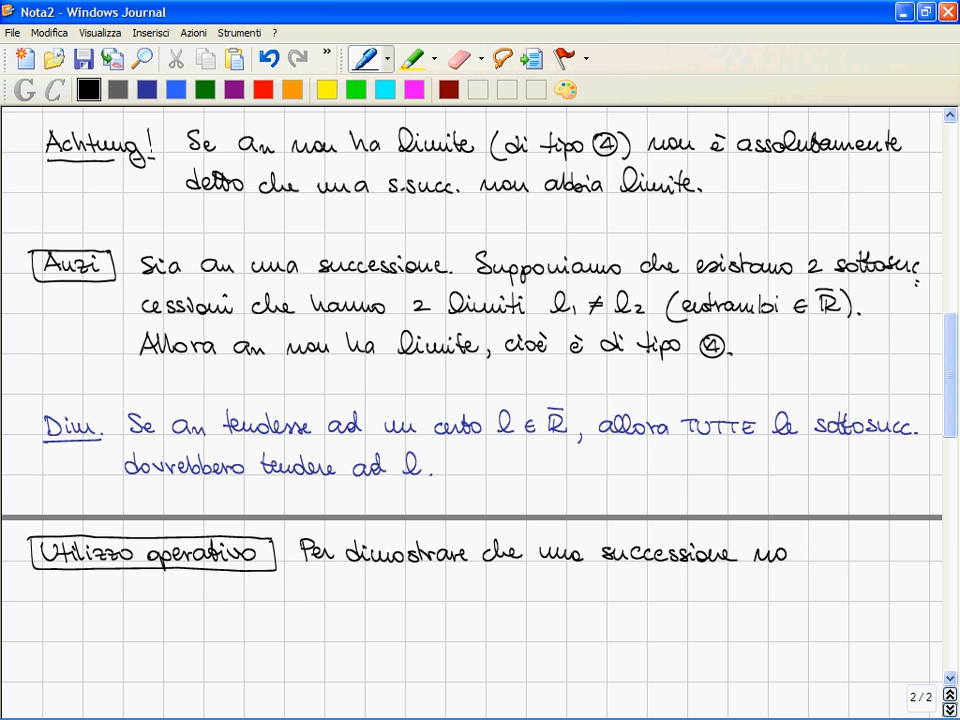 Nota2 - Windows Journal
File Modifica Visualizza Inserisci Azioni Strumenti ?
Achtung! Se an non ha limite (di tipo ④) non è assolutamente
detto che una s.succ. non abbia limite.
Anzi Sia an una successione. Supponiamo che esistano 2 sottosuc
cessioni che hanno 2 limiti l1 ≠ l2 (entrambi ∈ R̅).
Allora an non ha limite, cioè è di tipo ④.
Dim. Se an tendesse ad un certo l ∈ R̅, allora TUTTE le sottosucc.
dovrebbero tendere ad l.
Utilizzo operativo Per dimostrare che una successione no
2 / 2